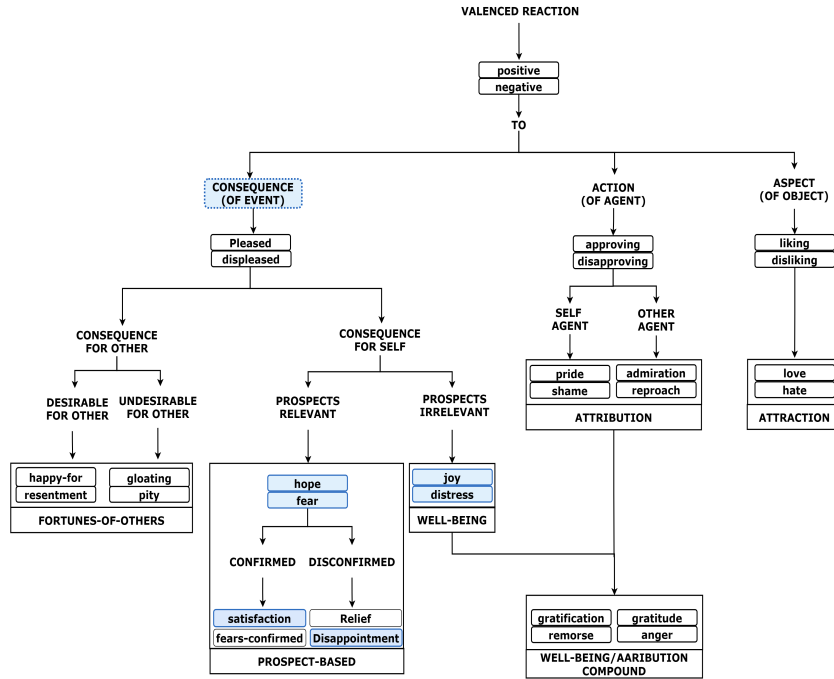 VALENCED REACTION
positive
negative
TO
CONSEQUENCE
(OF EVENT)
ACTION
(OF AGENT)
ASPECT
(OF OBJECT)
Pleased
displeased
approving
disapproving
liking
disliking
CONSEQUENCE
FOR OTHER
CONSEQUENCE
FOR SELF
SELF
AGENT
OTHER
AGENT
DESIRABLE
FOR OTHER
UNDESIRABLE
FOR OTHER
PROSPECTS
RELEVANT
PROSPECTS
IRRELEVANT
pride
shame
admiration
reproach
ATTRIBUTION
love
hate
ATTRACTION
happy-for
resentment
gloating
pity
FORTUNES-OF-OTHERS
hope
fear
joy
distress
WELL-BEING
CONFIRMED
DISCONFIRMED
satisfaction
fears-confirmed
Relief
Disappointment
PROSPECT-BASED
gratification
remorse
gratitude
anger
WELL-BEING/AARIBUTION
COMPOUND